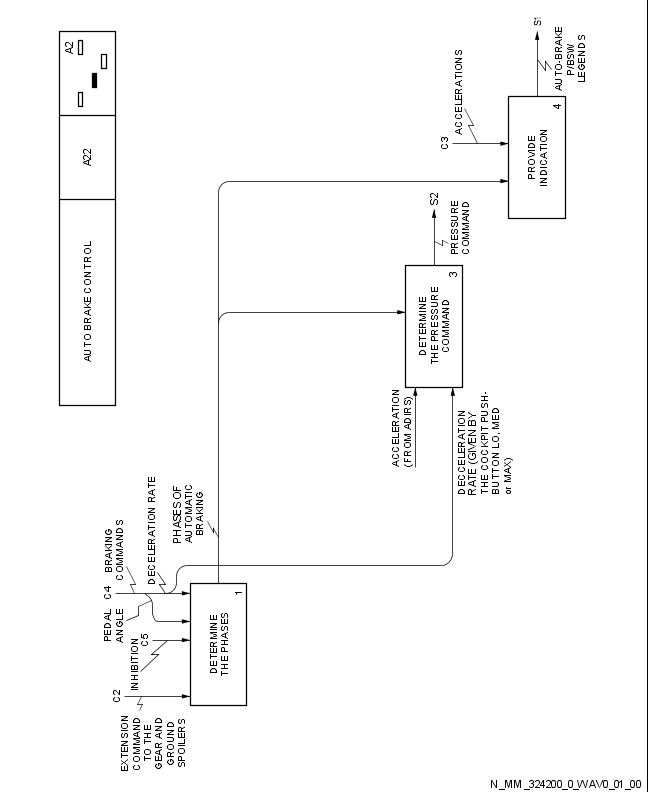 AUTO BRAKE CONTROL
A22
A2
EXTENSION
COMMAND
TO THE
GEAR AND
GROUND
SPOILERS
C2
INHIBITION
C5
PEDAL
ANGLE
C4
BRAKING
COMMANDS
DECELERATION RATE
PHASES OF
AUTOMATIC
BRAKING
DETERMINE
THE PHASES
1
ACCELERATION
(FROM ADIRS)
DECCELERATION
RATE (GIVEN BY
THE COCKPIT PUSH-
BUTTON LO, MED
or MAX)
DETERMINE
THE PRESSURE
COMMAND
3
PRESSURE
COMMAND
S2
C3
ACCELERATIONS
PROVIDE
INDICATION
4
AUTO-BRAKE
P/BSW
LEGENDS
S1
N_MM_324200_0_WAV0_01_00